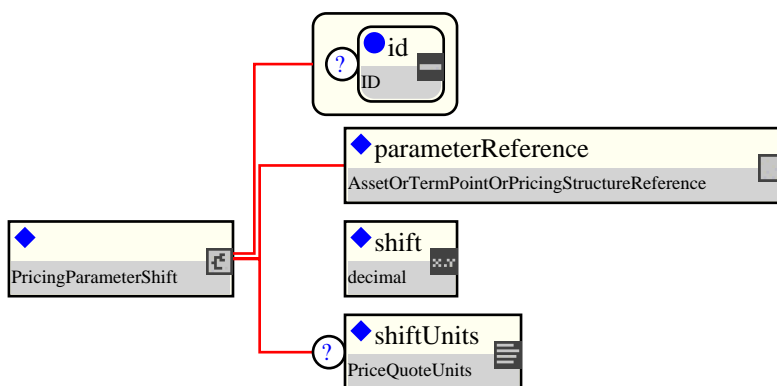 id
?
ID
parameterReference
AssetOrTermPointOrPricingStructureReference
PricingParameterShift
shift
x.y
decimal
shiftUnits
?
PriceQuoteUnits